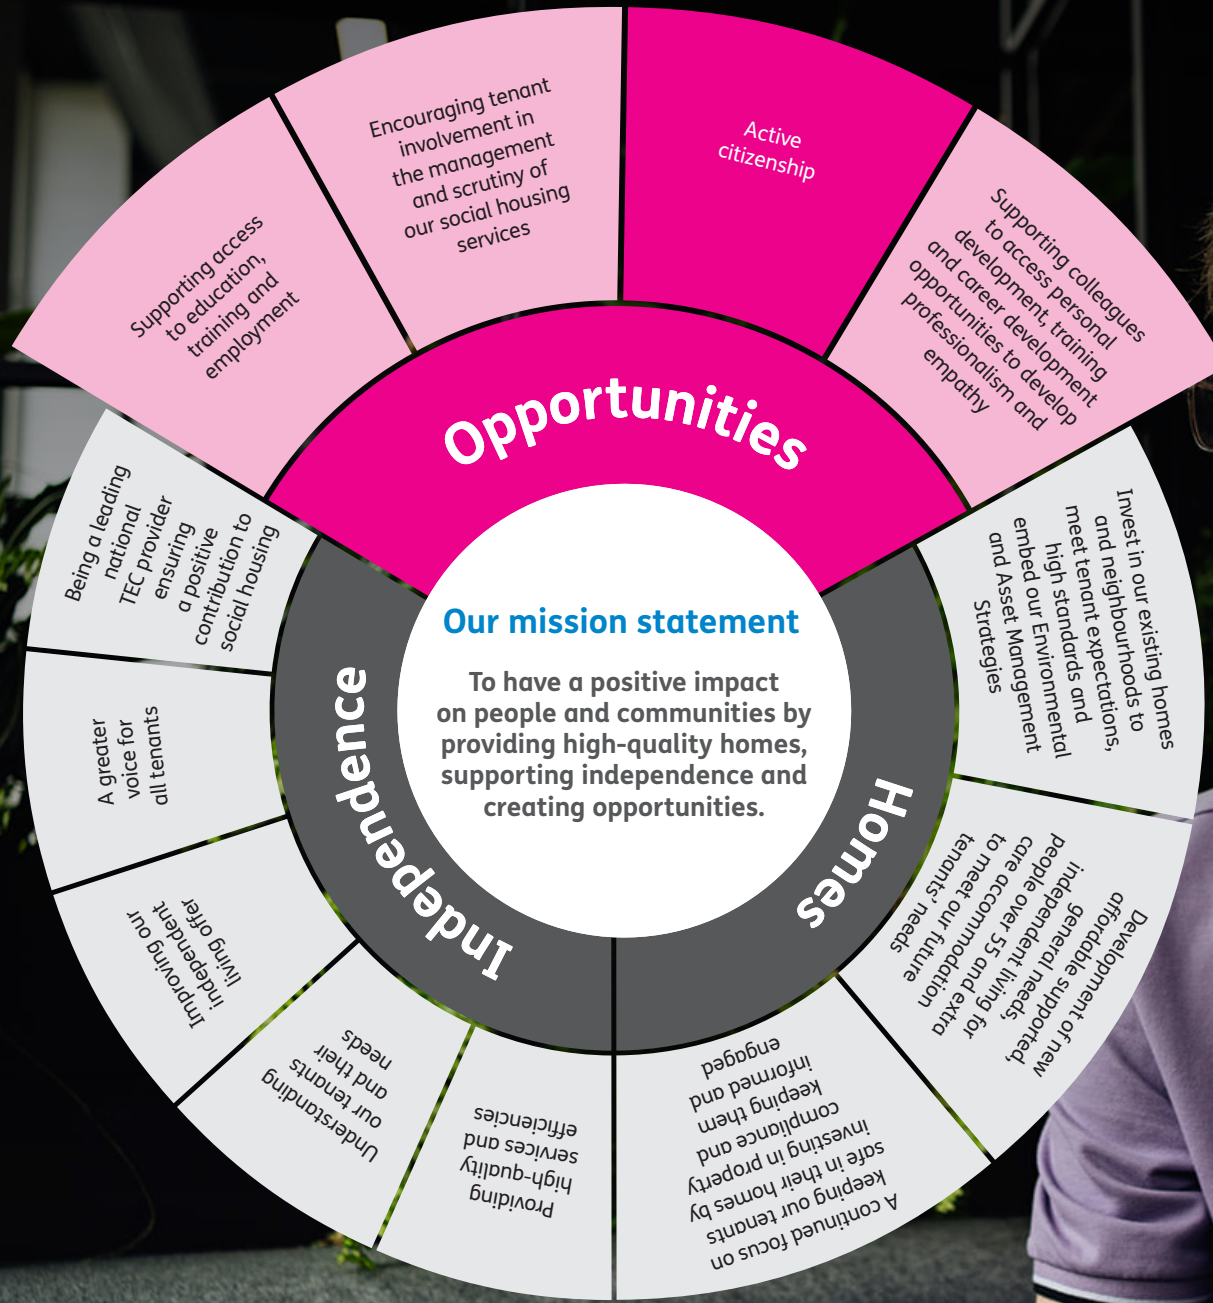 Our mission statement
To have a positive impact
on people and communities by
providing high-quality homes,
supporting independence and
creating opportunities.
Opportunities
Supporting access
to education,
training and
employment
Encouraging tenant
involvement in
the management
and scrutiny of
our social housing
services
Active
citizenship
Supporting colleagues
to access personal
development, training
and career development
opportunities to develop
professionalism and
empathy
Homes
Invest in our existing homes
and neighbourhoods to
meet tenant expectations,
high standards and
embed our Environmental
and Asset Management
Strategies
Development of new
affordable supported,
general needs,
independent living for
people over 55 and extra
care accommodation
to meet our future
tenants' needs
A continued focus on
keeping our tenants
safe in their homes by
investing in property
compliance and
keeping them
informed and
engaged
Independence
Providing
high-quality
services and
efficiencies
Understanding
our tenants
and their
needs
Improving our
independent
living offer
A greater
voice for
all tenants
Being a leading
national
TEC provider
ensuring
a positive
contribution to
social housing